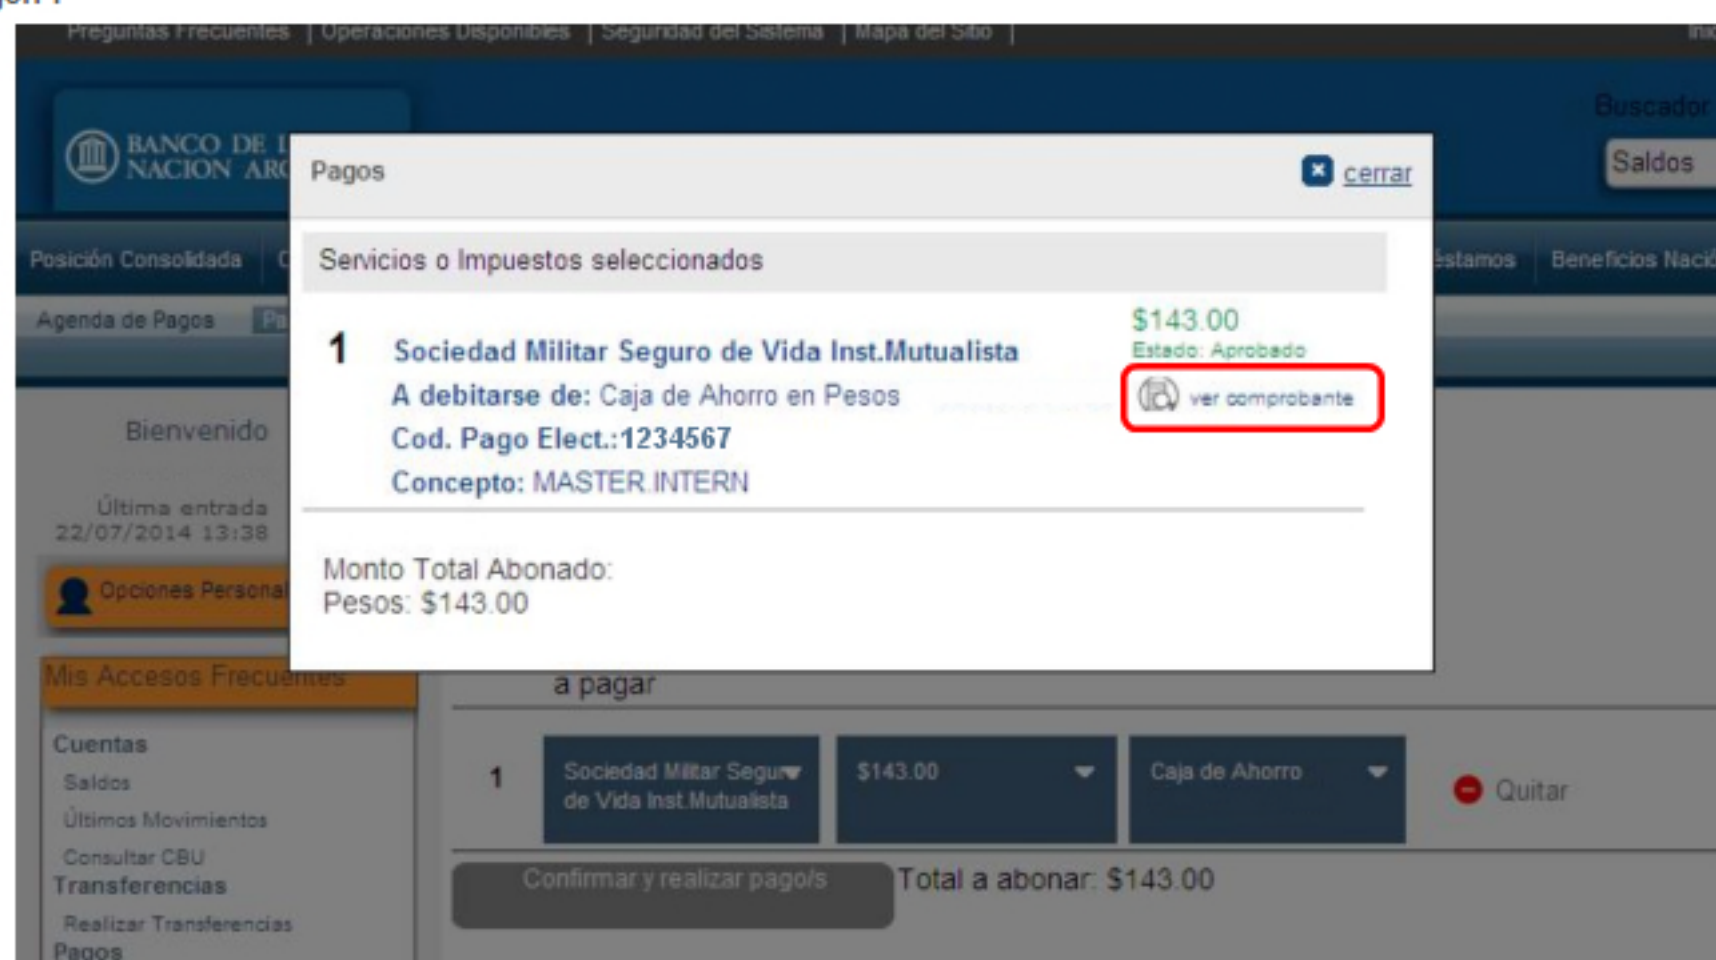 Preguntas Frecuentes | Operaciones Disponibles | Seguridad del Sistema | Mapa del Sitio |
Buscador
BANCO DE
NACION
Saldos
Pagos
cerrar
Posición Consolidada
Beneficios
Servicios o Impuestos seleccionados
Agenda de Pagos
1
Sociedad Militar Seguro de Vida Inst.Mutualista
$143.00
Estado: Aprobado
A debitarse de: Caja de Ahorro en Pesos
ver comprobante
Cod. Pago Elect.:1234567
Concepto: MASTER.INTERN
Bienvenido
Última entrada
22/07/2014 13:38
Monto Total Abonado:
Pesos: $143.00
Opciones
Mis Accesos Frecuentes
a pagar
Cuentas
Saldos
Últimos Movimientos
Consultar CBU
Transferencias
Realizar Transferencias
Pagos
1
Sociedad Militar Seguro
de Vida Inst.Mutualista
$143.00
Caja de Ahorro
Quitar
Confirmar y realizar pago/s
Total a abonar: $143.00